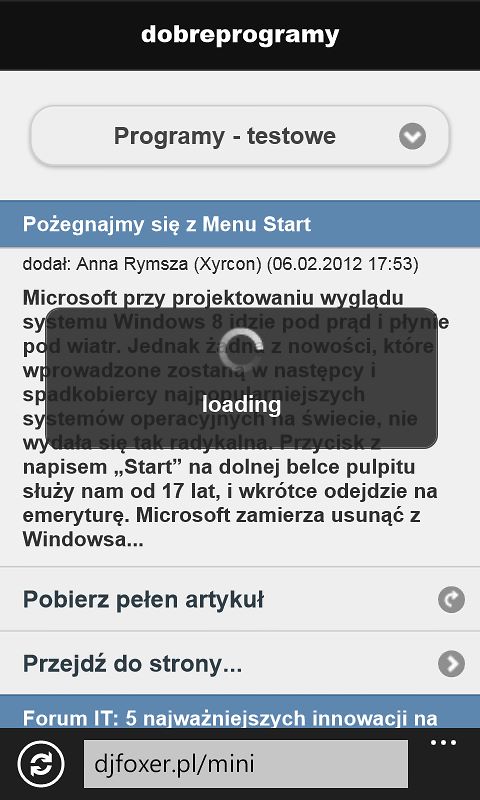 dobreprogramy
Programy - testowe
Pożegnajmy się z Menu Start
dodał: Anna Rymsza (Xyrcon) (06.02.2012 17:53)
Microsoft przy projektowaniu wyglądu
systemu Windows 8 idzie pod prąd i płynie
pod wiatr. Jednak żadna z nowości, które
wprowadzone zostaną w następcy i
spadkobiercy najpopularniejszych
loading
systemów operacyjnych na świecie, nie
wydała się tak radykalna. Przycisk z
napisem „Start” na dolnej belce pulpitu
służy nam od 17 lat, i wkrótce odejdzie na
emeryturę. Microsoft zamierza usunąć z
Windowsa...
Pobierz pełen artykuł
Przejdź do strony...
Forum IT: 5 najważniejszych innowacji na
djfoxer.pl/mini